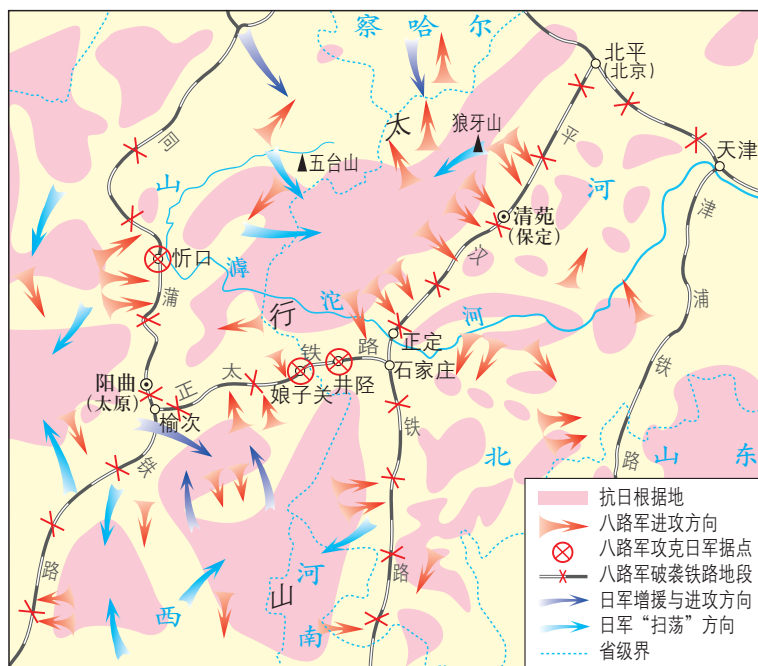 察哈尔
北平
(北京)
太
狼牙山
天津
五台山
同
山
平
河
清苑
(保定)
津
忻口
滹
汉
浦
蒲
沱
行
河
正定
铁
路
石家庄
井陉
娘子关
太
正
阳曲
(太原)
榆次
铁
铁
铁
北
山东
路
路
河
山
路
西
南
抗日根据地
八路军进攻方向
八路军攻克日军据点
八路军破袭铁路地段
日军增援与进攻方向
日军“扫荡”方向
省级界